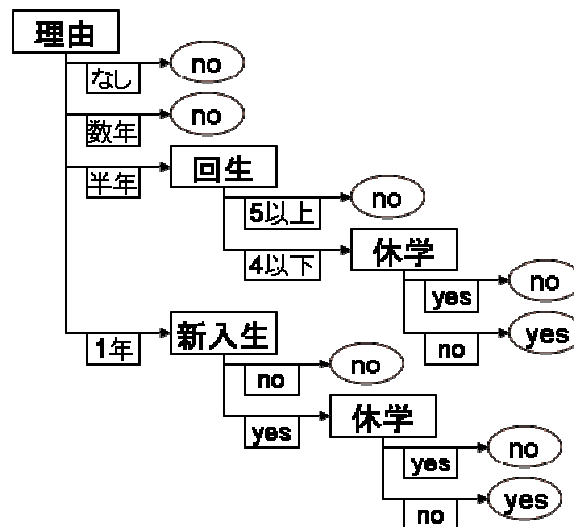 理由
なし
no
数年
no
半年
回生
5以上
no
4以下
休学
yes
no
no
yes
1年
新入生
no
no
yes
休学
yes
no
no
yes